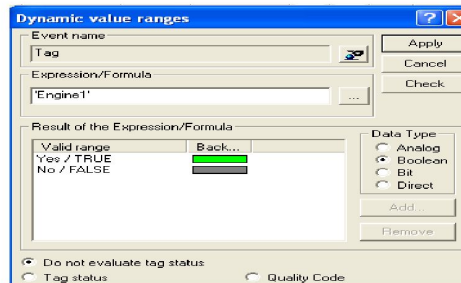 Dynamic value ranges
Event name
Tag
Apply
Cancel
Expression/Formula
Check
'Engine1'
...
Result of the Expression/Formula
Data Type
Valid range Back...
Analog
Yes / TRUE
Boolean
No / FALSE
Bit
Direct
Add...
Remove
Do not evaluate tag status
Tag status Quality Code